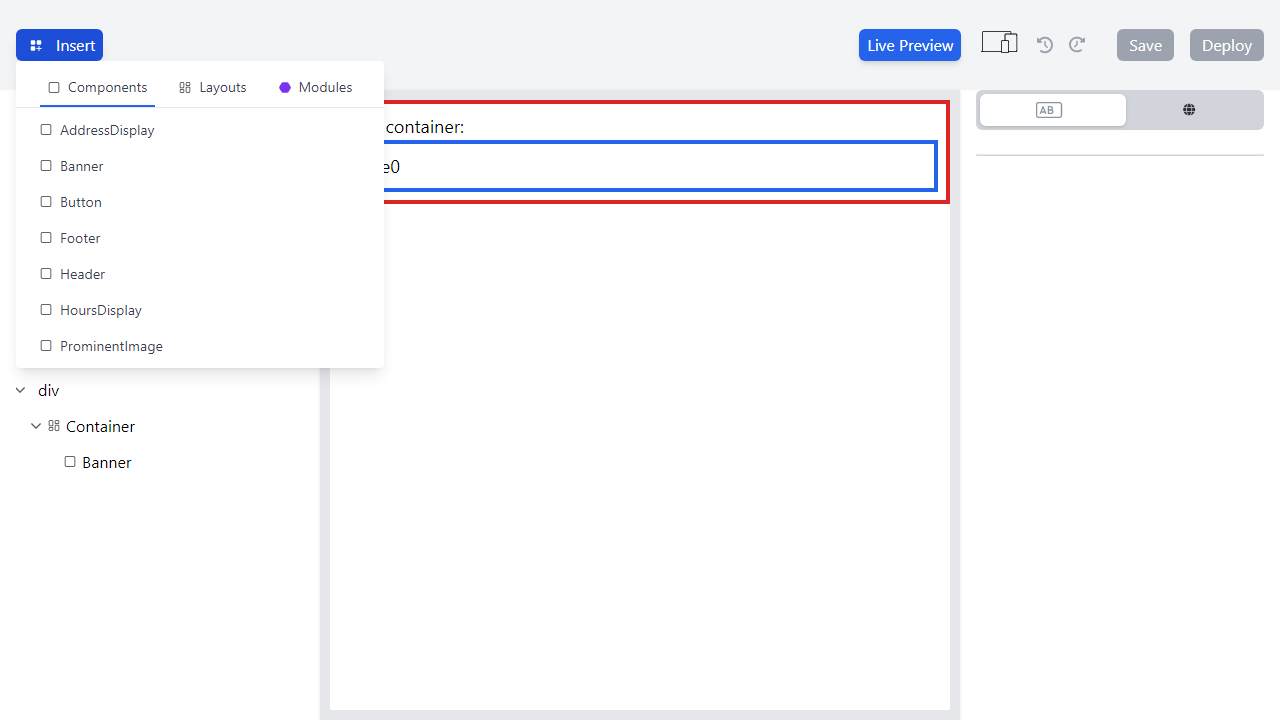 Insert
Live Preview
Save
Deploy
Components
Layouts
Modules
AB
AddressDisplay
container:
Banner
e0
Button
Footer
Header
HoursDisplay
ProminentImage
div
Container
Banner